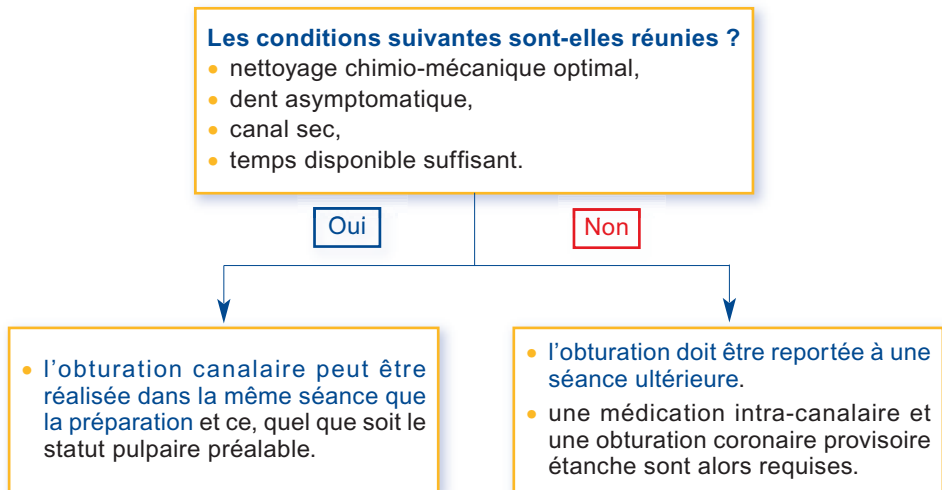 Les conditions suivantes sont-elles réunies ?
• nettoyage chimio-mécanique optimal,
• dent asymptomatique,
• canal sec,
• temps disponible suffisant.
Oui
Non
• l’obturation canalaire peut être
réalisée dans la même séance que
la préparation et ce, quel que soit le
statut pulpaire préalable.
• l’obturation doit être reportée à une
séance ultérieure.
• une médication intra-canalaire et
une obturation coronaire provisoire
étanche sont alors requises.